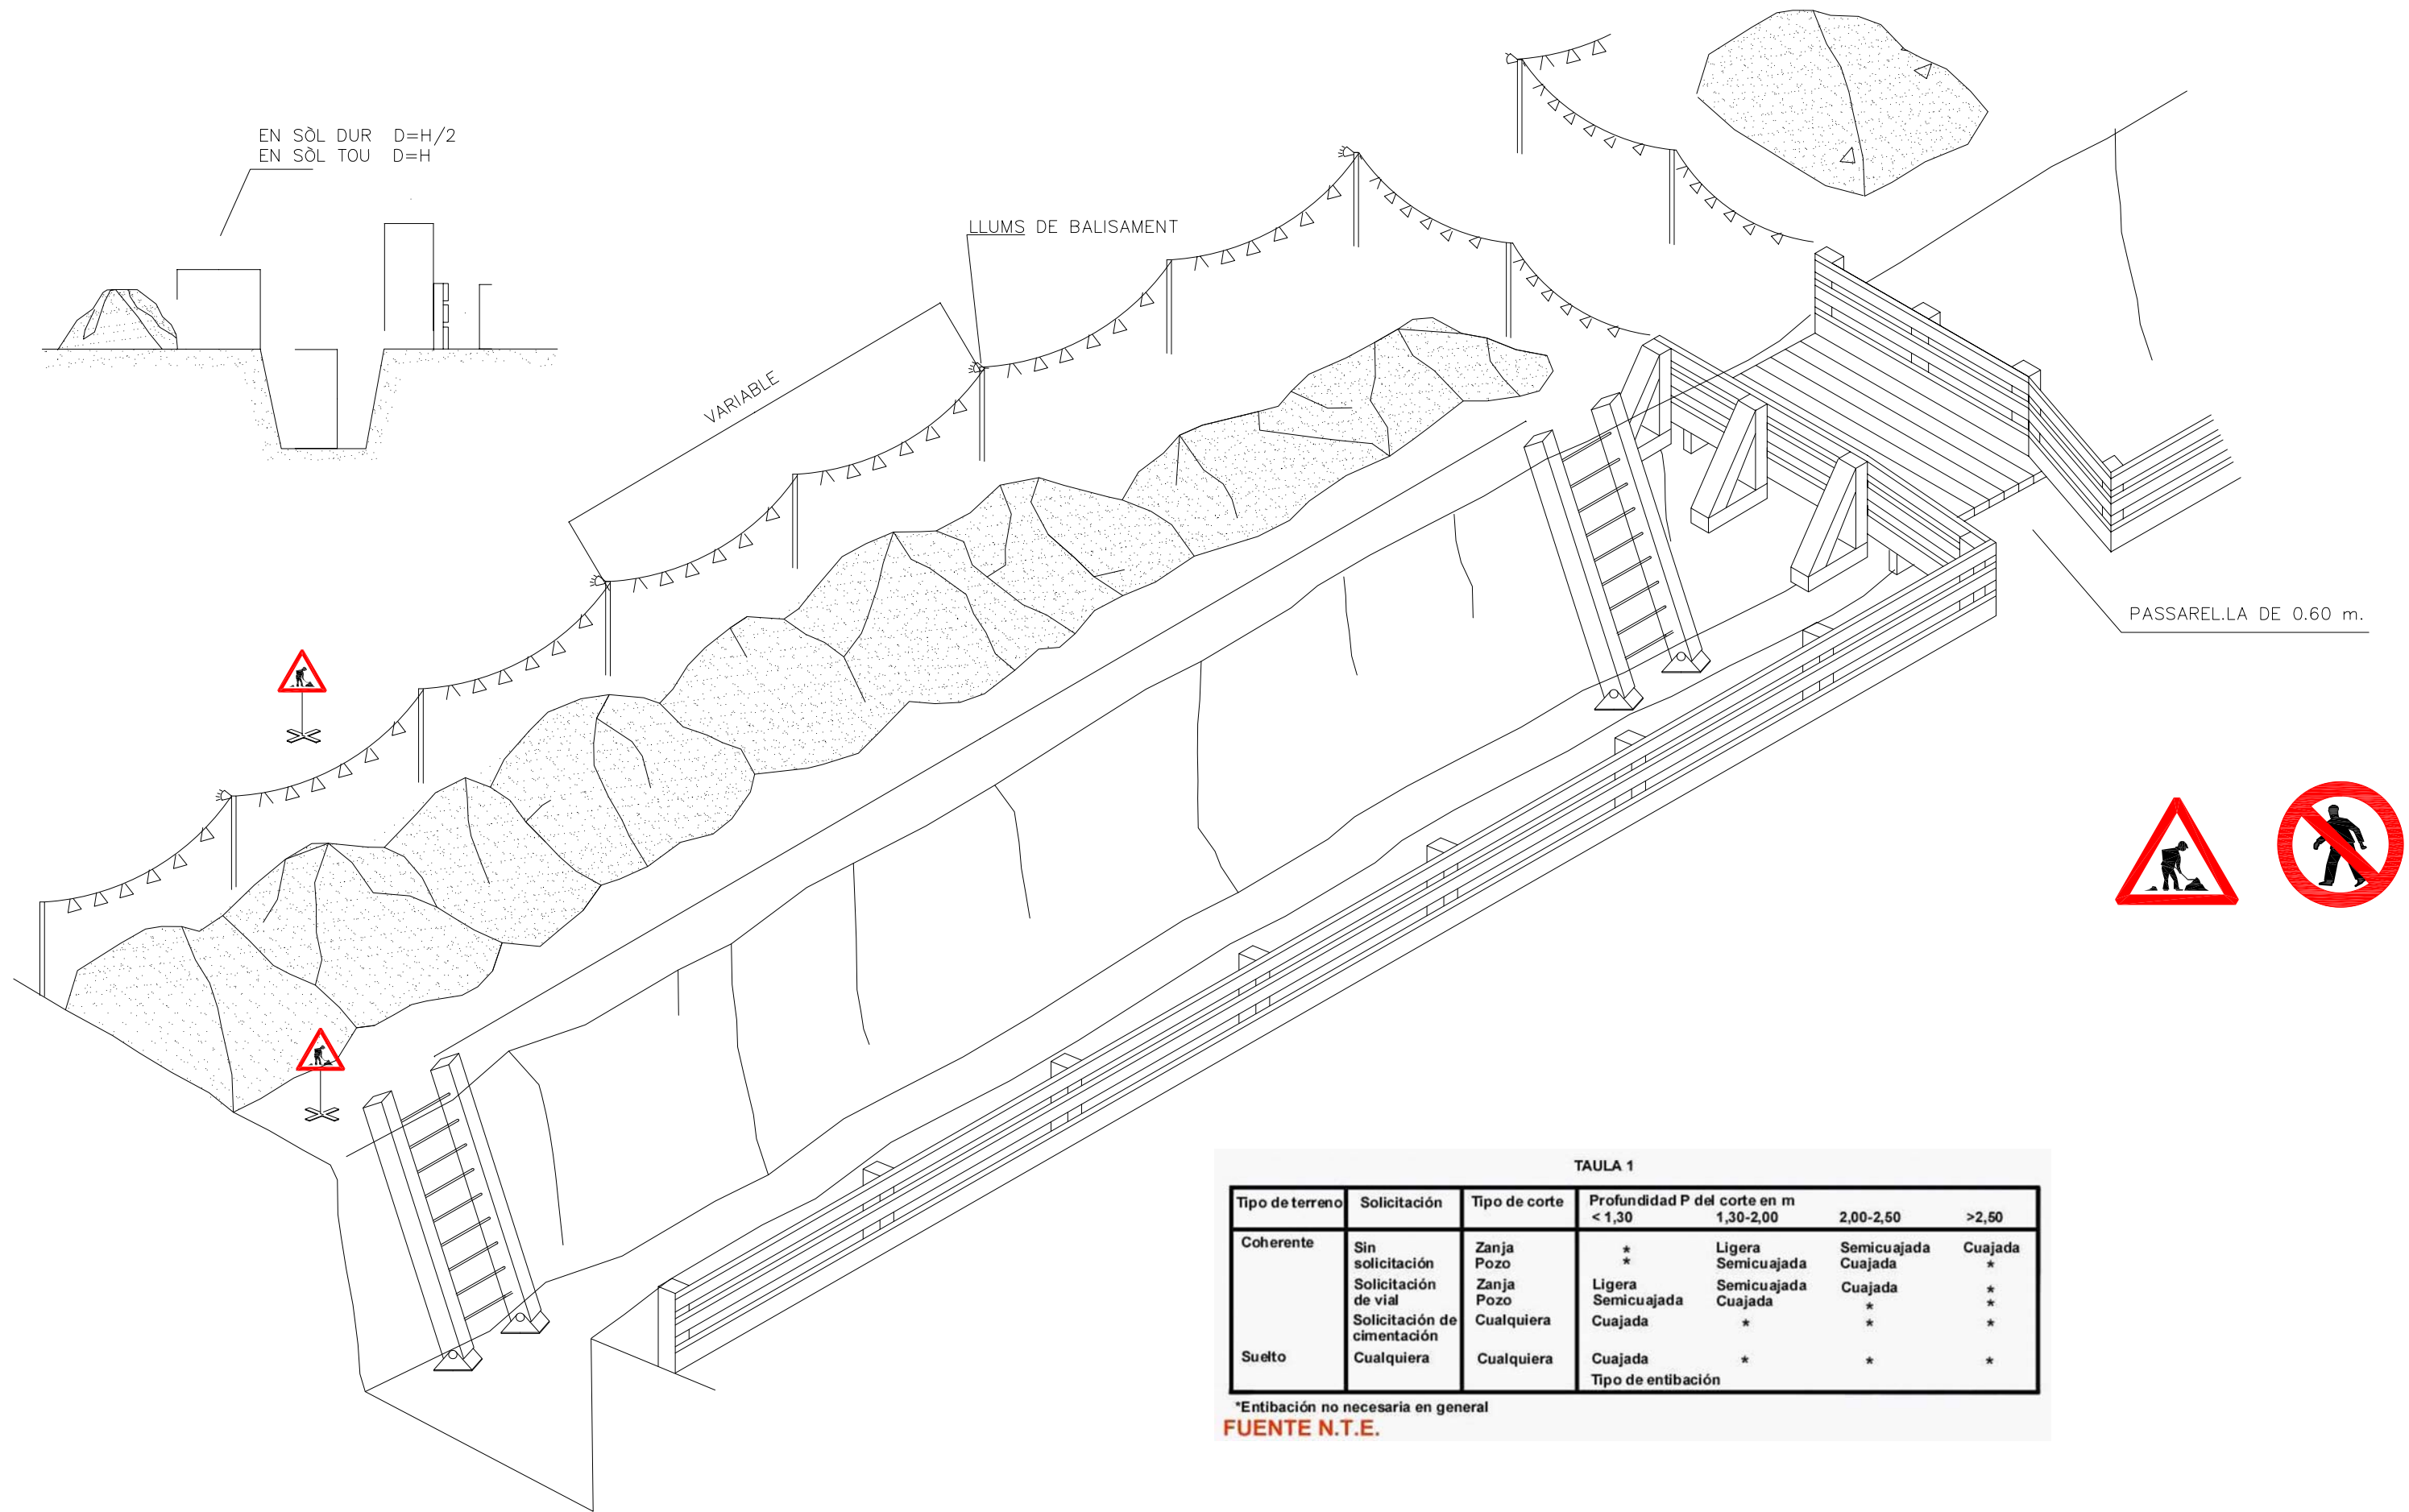 EN SÒL DUR D=H/2
EN SÒL TOU D=H
LLUMS DE BALISAMENT
VARIABLE
PASSAREL.LA DE 0.60 m.
TAULA 1
Tipo de terreno Solicitación Tipo de corte Profundidad P del corte en m
< 1,30 1,30-2,00 2,00-2,50 >2,50
Coherente Sin Zanja * Ligera Semicuajada Cuajada
solicitación Pozo * Semicuajada Cuajada *
Solicitación Zanja Ligera Semicuajada Cuajada *
de vial Pozo Semicuajada Cuajada * *
Solicitación de Cualquiera Cuajada * * *
cimentación
Suelto Cualquiera Cualquiera Cuajada * * *
Tipo de entibación
*Entibación no necesaria en general
FUENTE N.T.E.